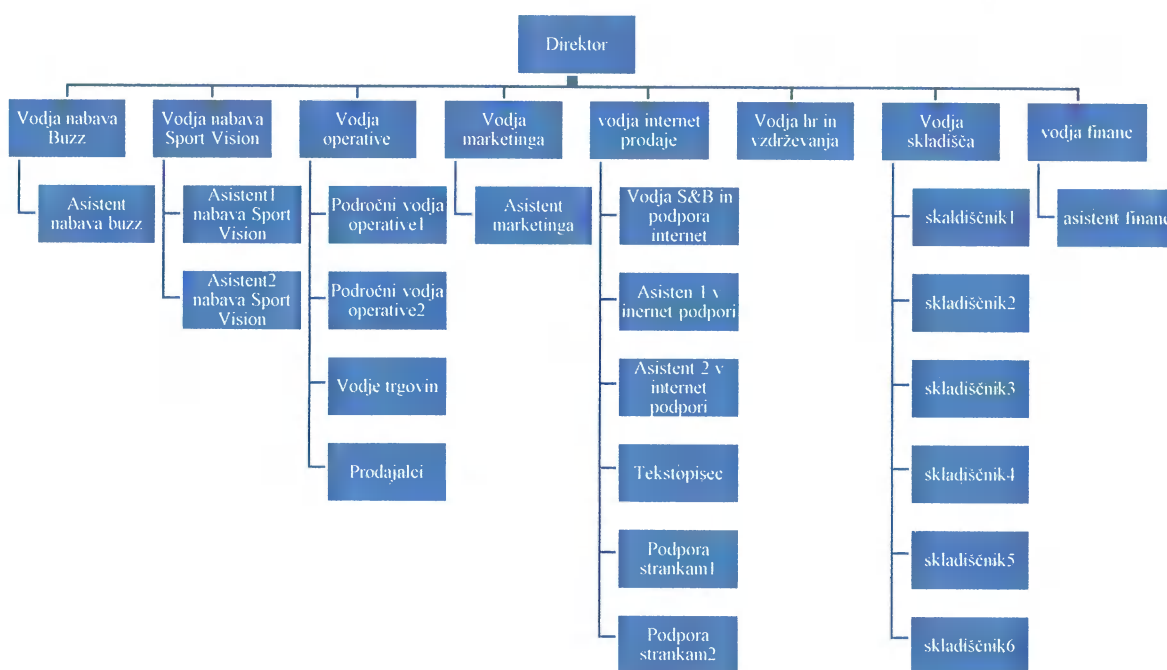 Direktor
Vodja nabava
Buzz
Vodja nabava
Sport Vision
Vodja
operative
Vodja
marketinga
vodja internet
prodaje
Vodja hr in
vzdrževanja
Vodja
skladišča
vodja financ
Asistent
nabava buzz
Asistent1
nabava Sport
Vision
Asistent2
nabava Sport
Vision
Področni vodja
operative1
Področni vodja
operative2
Vodje trgovin
Prodajalci
Asistent
marketinga
Vodja S&B in
podpora
internet
Asisten 1 v
inernet podpori
Asistent 2 v
internet
podpori
Tekstopisec
Podpora
strankam1
Podpora
strankam2
skaldiščnik1
skladiščnik2
skladiščnik3
skladiščnik4
skladiščnik5
skladiščnik6
asistent financ